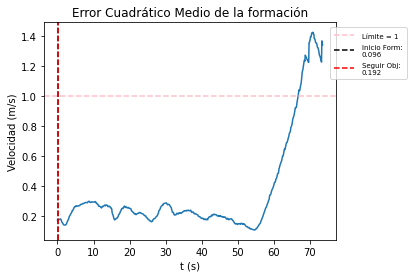 Error Cuadrático Medio de la formación
Límite = 1
Inicio Form:
0.096
Seguir Obj:
0.192
Velocidad (m/s)
1.4
1.2
1.0
0.8
0.6
0.4
0.2
0 10 20 30 40 50 60 70
t (s)